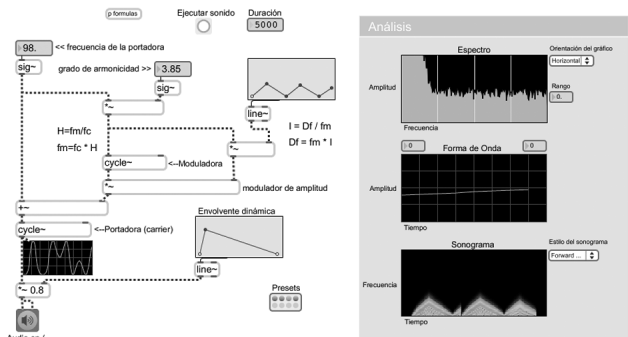 p formulas
Ejecutar sonido
Duración
5000
98.
<< frecuencia de la portadora
sig~
grado de armonicidad >>
3.85
sig~
*~
line~
H=fm/fc
fm=fc * H
I = Df / fm
Df = fm * I
*~
cycle~
<--Moduladora
*~
modulador de amplitud
+~
cycle~
<--Portadora (carrier)
Envolvente dinámica
line~
*~ 0.8
Presets
Análisis
Espectro
Orientación del gráfico
Horizontal
Amplitud
Rango
0.
Frecuencia
0
Forma de Onda
0
Amplitud
Tiempo
Sonograma
Estilo del sonograma
Forward ...
Frecuencia
Tiempo